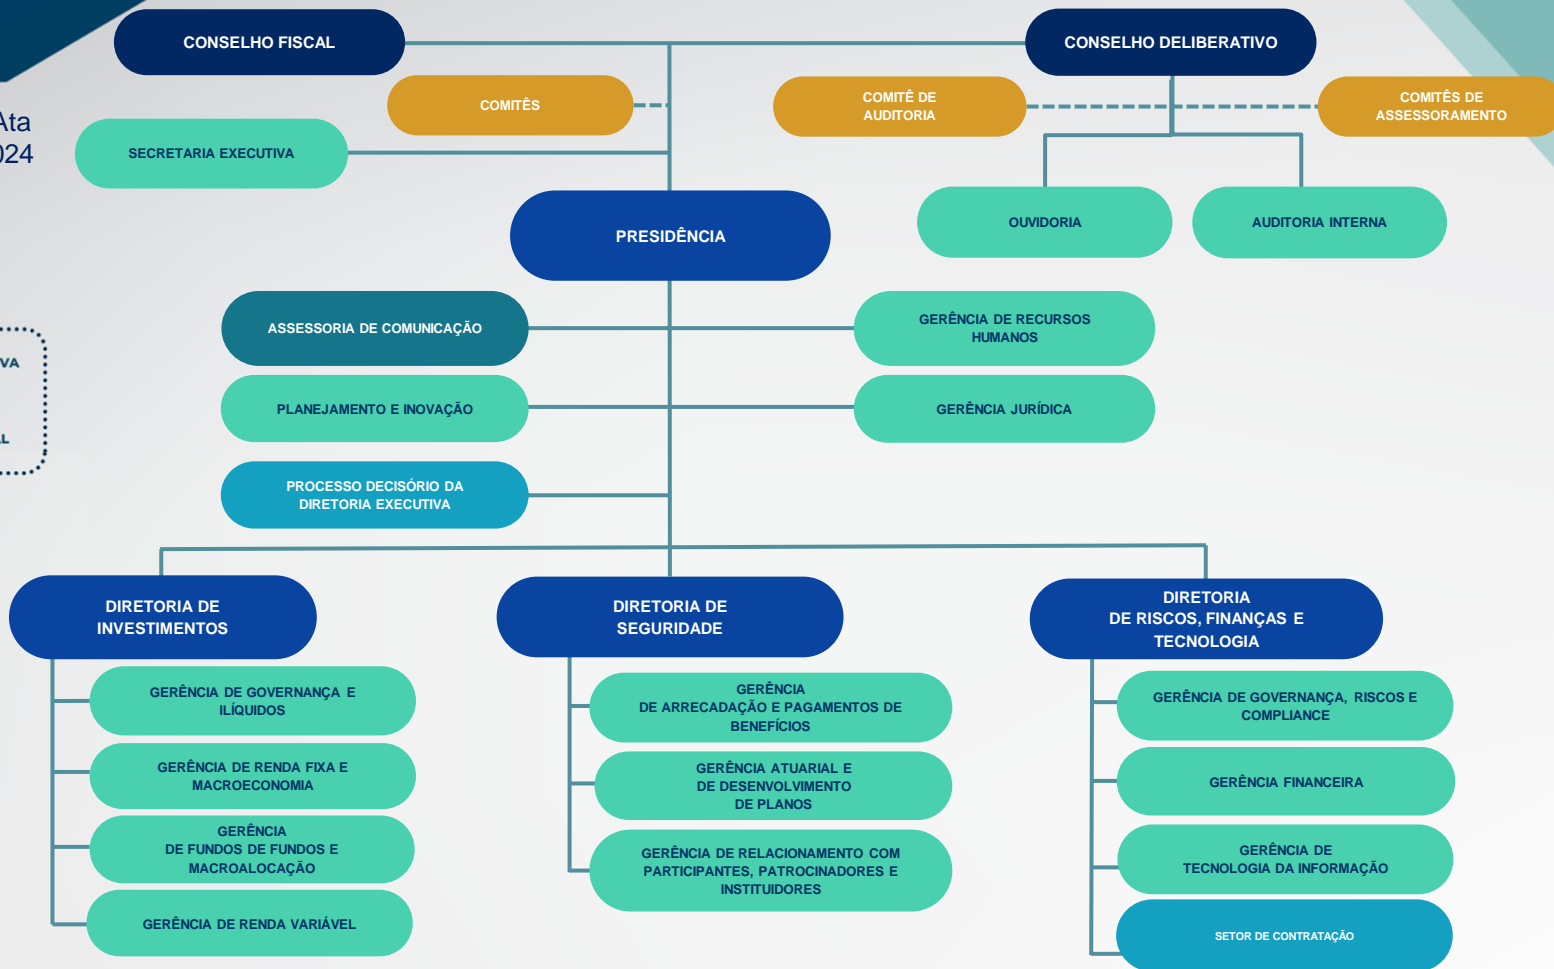 CONSELHO FISCAL
CONSELHO DELIBERATIVO
COMITÊS
COMITÊ DE
AUDITORIA
COMITÊS DE
ASSESSORAMENTO
Ata
024
SECRETARIA EXECUTIVA
PRESIDÊNCIA
OUVIDORIA
AUDITORIA INTERNA
ASSESSORIA DE COMUNICAÇÃO
GERÊNCIA DE RECURSOS
HUMANOS
VA
PLANEJAMENTO E INOVAÇÃO
GERÊNCIA JURÍDICA
AL
PROCESSO DECISÓRIO DA
DIRETORIA EXECUTIVA
DIRETORIA DE
INVESTIMENTOS
GERÊNCIA DE GOVERNANÇA E
ILÍQUIDOS
GERÊNCIA DE RENDA FIXA E
MACROECONOMIA
GERÊNCIA
DE FUNDOS DE FUNDOS E
MACROALOCAÇÃO
GERÊNCIA DE RENDA VARIÁVEL
DIRETORIA DE
SEGURIDADE
GERÊNCIA
DE ARRECADAÇÃO E PAGAMENTOS DE
BENEFÍCIOS
GERÊNCIA ATUARIAL E
DE DESENVOLVIMENTO
DE PLANOS
GERÊNCIA DE RELACIONAMENTO COM
PARTICIPANTES, PATROCINADORES E
INSTITUIDORES
DIRETORIA
DE RISCOS, FINANÇAS E
TECNOLOGIA
GERÊNCIA DE GOVERNANÇA, RISCOS E
COMPLIANCE
GERÊNCIA FINANCEIRA
GERÊNCIA DE
TECNOLOGIA DA INFORMAÇÃO
SETOR DE CONTRATAÇÃO